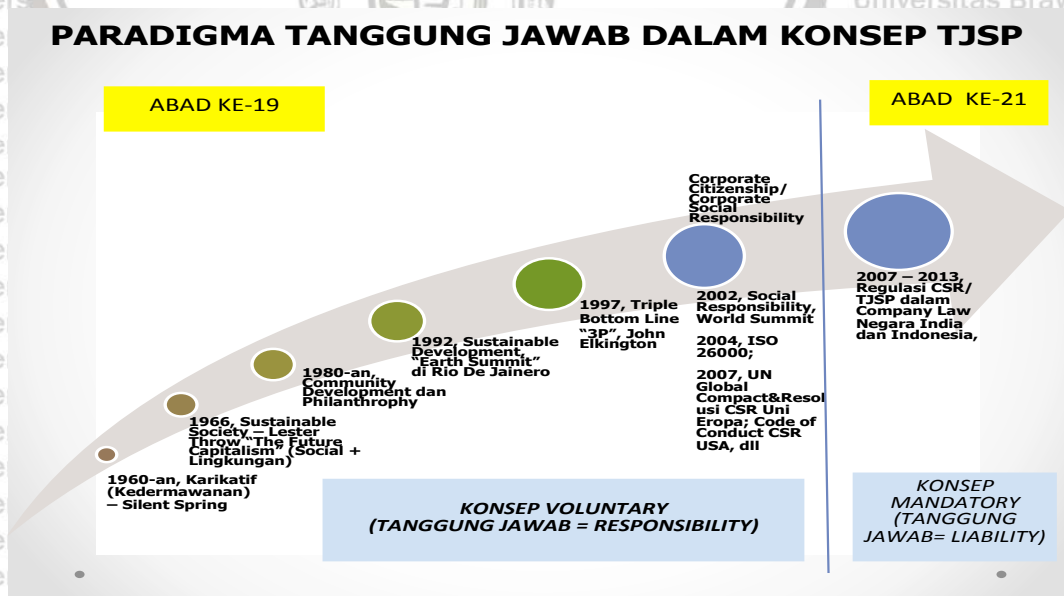 Universitas Bra
PARADIGMA TANGGUNG JAWAB DALAM KONSEP TJSP
ABAD KE-19
ABAD KE-21
1960-an, Karikatif
(Kedermawanan)
– Silent Spring
1966, Sustainable
Society – Lester
Throw "The Future
Capitalism" (Social +
Lingkungan)
1980-an,
Community
Development dan
Philanthrophy
1992, Sustainable
Development,
"Earth Summit"
di Rio De Jainero
1997, Triple
Bottom Line
"3P", John
Elkington
Corporate
Citizenship/
Corporate
Social
Responsibility
2002, Social
Responsibility,
World Summit
2004, ISO
26000;
2007, UN
Global
Compact&Resol
usi CSR Uni
Eropa; Code of
Conduct CSR
USA, dll
2007 – 2013,
Regulasi CSR/
TJSP dalam
Company Law
Negara India
dan Indonesia,
KONSEP VOLUNTARY
(TANGGUNG JAWAB = RESPONSIBILITY)
KONSEP
MANDATORY
(TANGGUNG
JAWAB= LIABILITY)